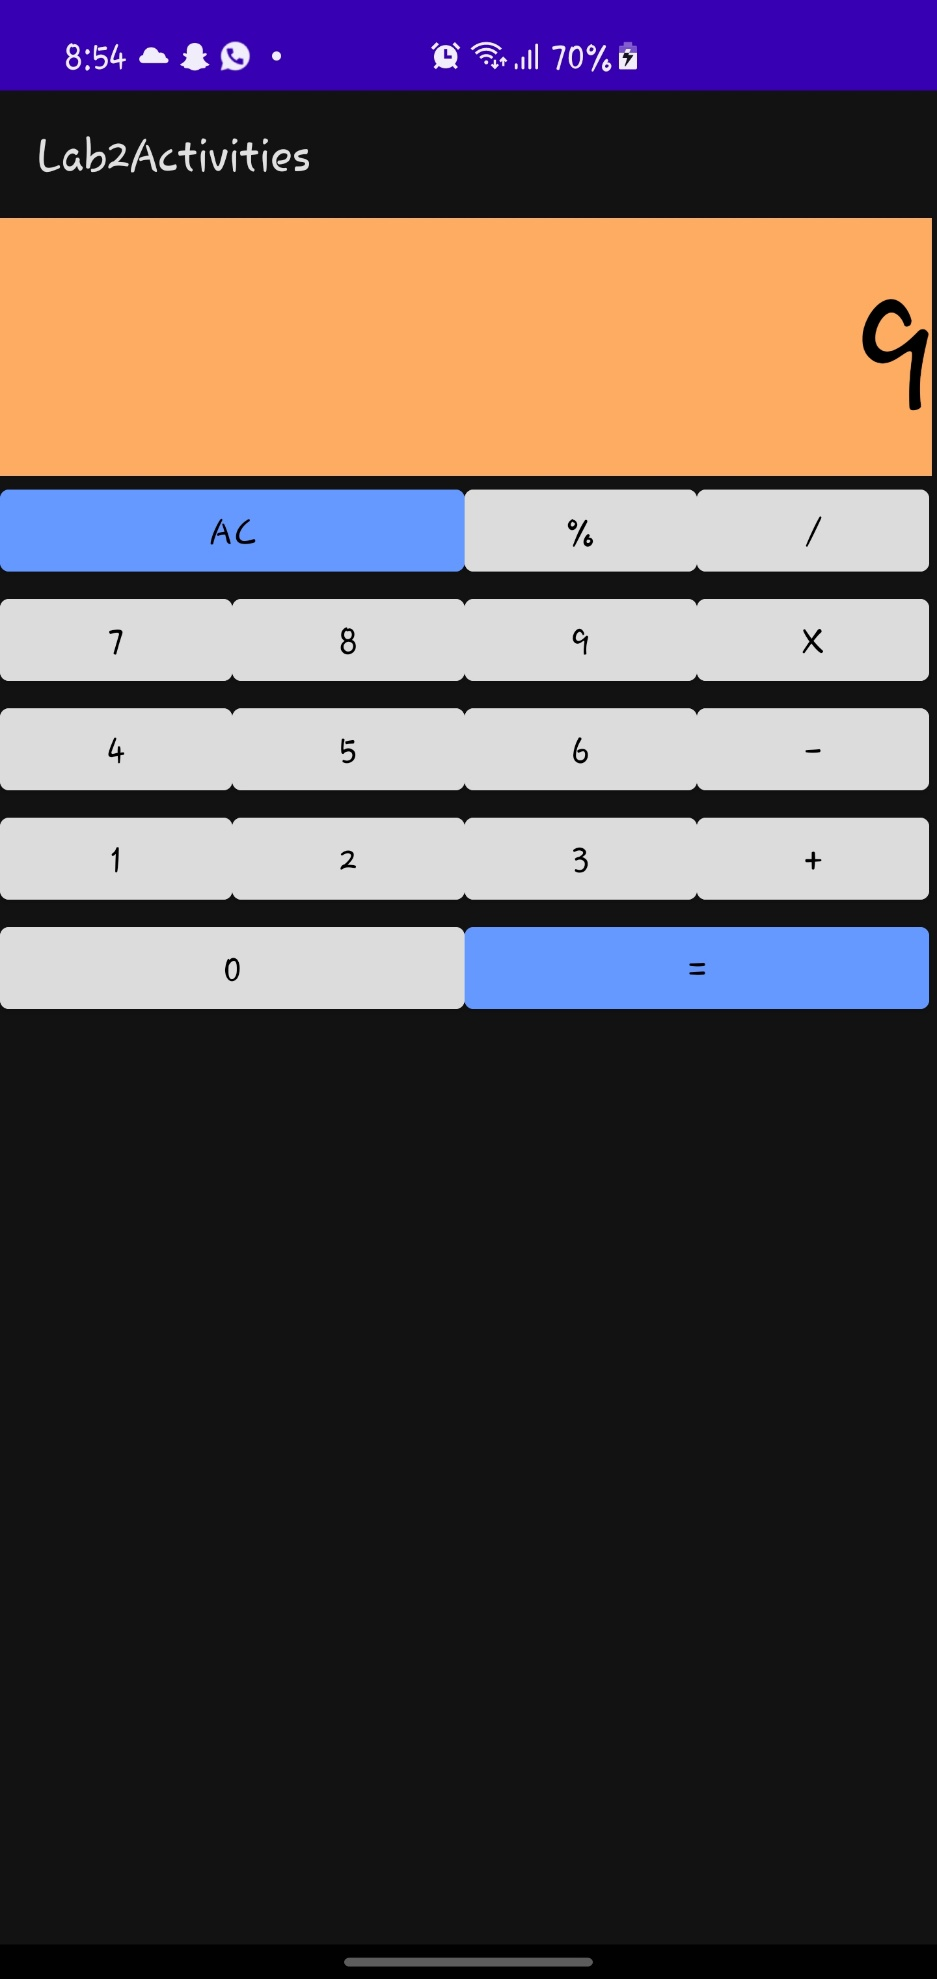 8:54 70%
Lab2Activities
9
AC % /
7 8 9 X
4 5 6 -
1 2 3 +
0 =